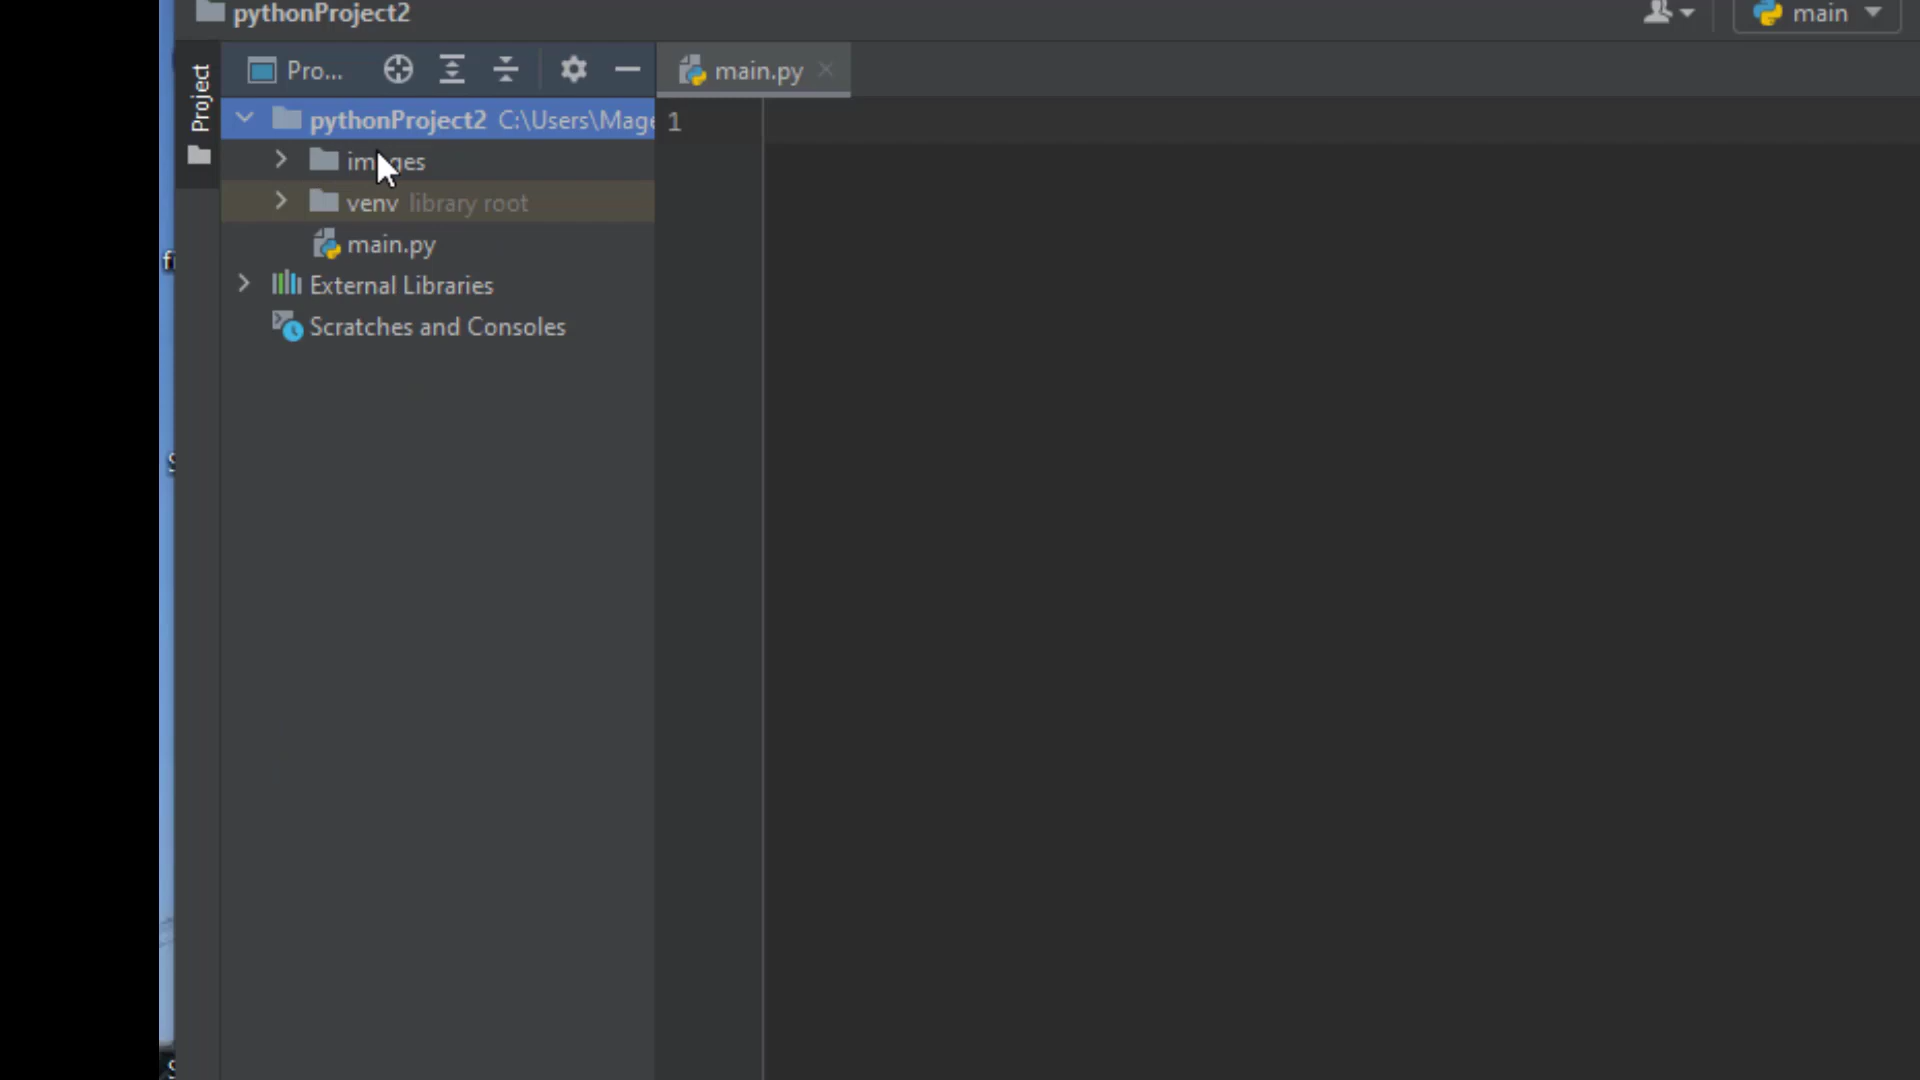 pythonProject2
main
Project
Pro...
main.py
pythonProject2 C:\Users\Mage
1
images
venv library root
main.py
External Libraries
Scratches and Consoles